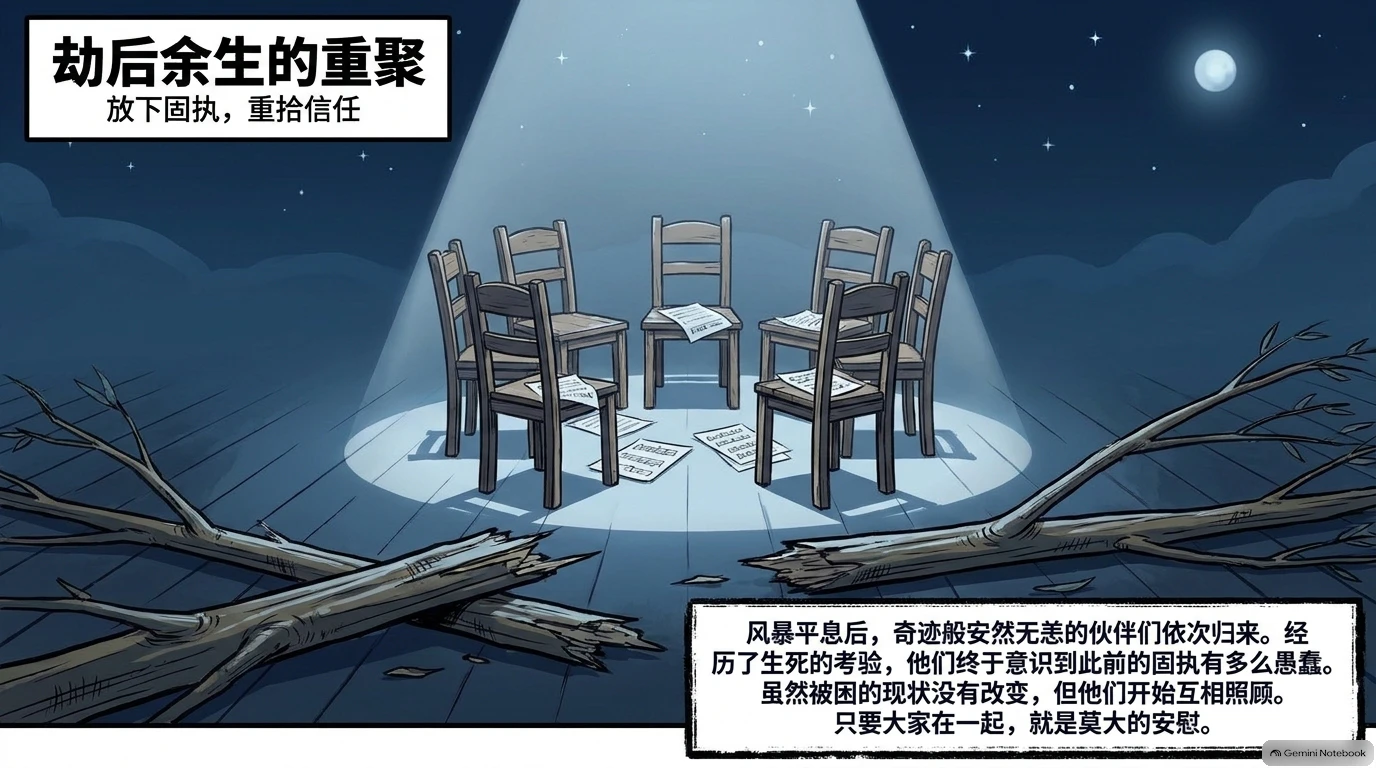 劫后余生的重聚
放下固执，重拾信任
风暴平息后，奇迹般安然无恙的伙伴们依次归来。经
历了生死的考验，他们终于意识到此前的固执有多么愚蠢。
虽然被困的现状没有改变，但他们开始互相照顾。
只要大家在一起，就是莫大的安慰。
Gemini Notebook